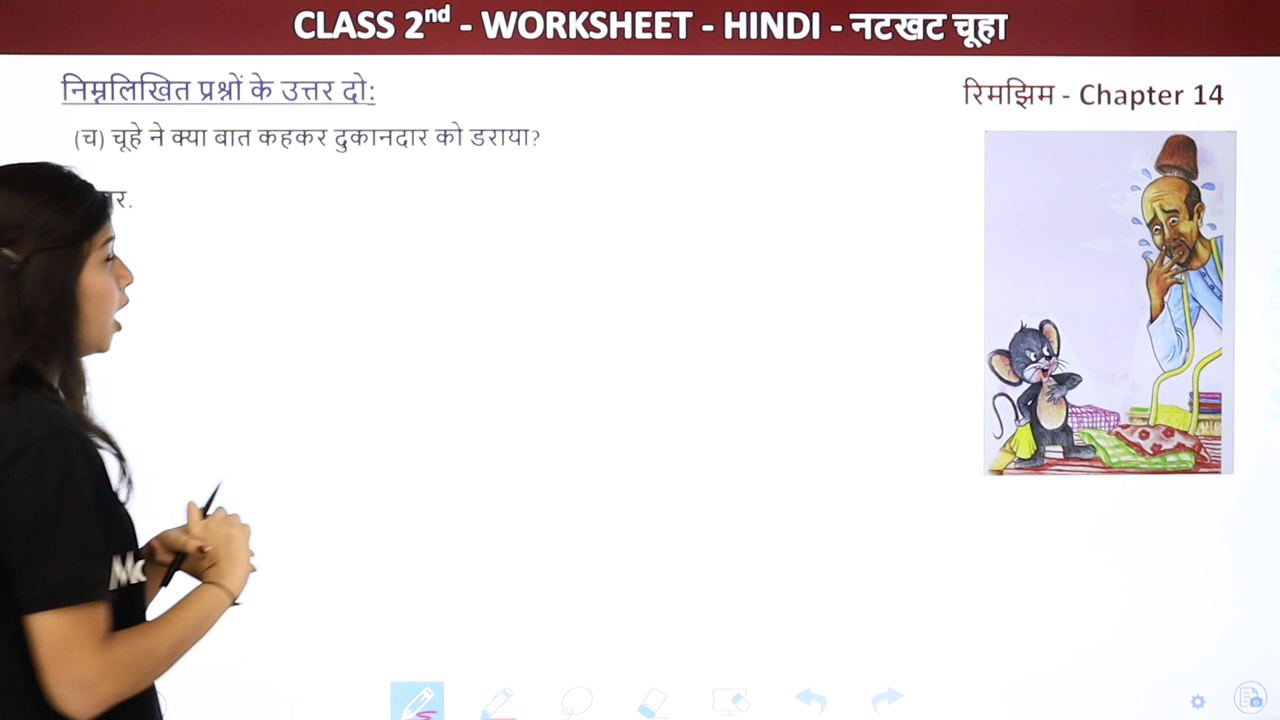 CLASS 2nd - WORKSHEET - HINDI - नटखट चूहा
निम्नलिखित प्रश्नों के उत्तर दो:
रिमझिम - Chapter 14
(च) चूहे ने क्या बात कहकर दुकानदार को डराया?